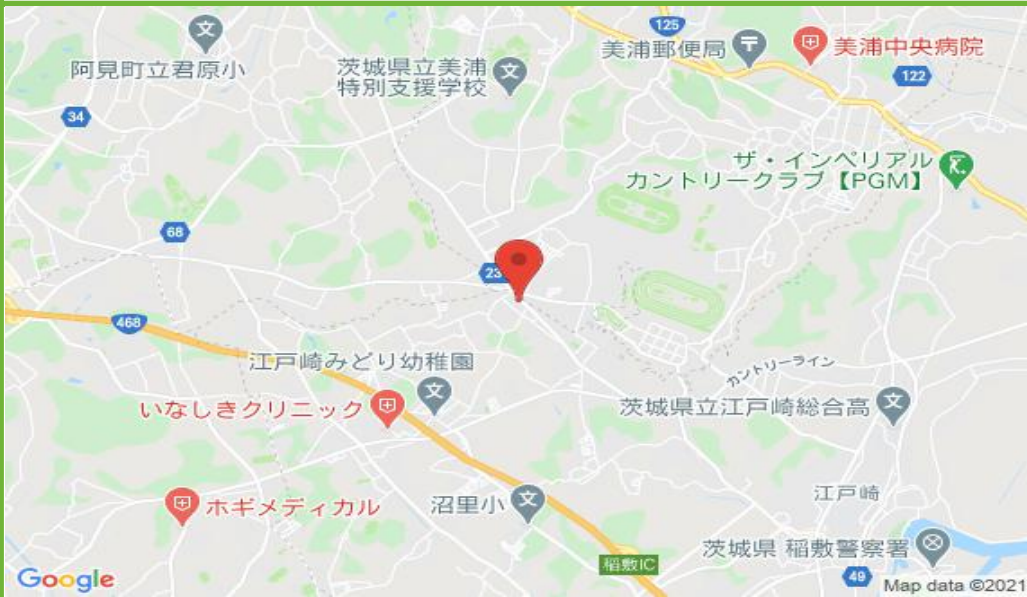 125
美浦郵便局
美浦中央病院
阿見町立君原小
茨城県立美浦
特別支援学校
122
34
ザ・インペリアル
カントリークラブ【PGM】
68
23
468
江戸崎みどり幼稚園
カントリーライン
いなしきクリニック
茨城県立江戸崎総合高
ホギメディカル
沼里小
江戸崎
茨城県 稲敷警察署
稲敷IC
49
Google
Map data ©2021